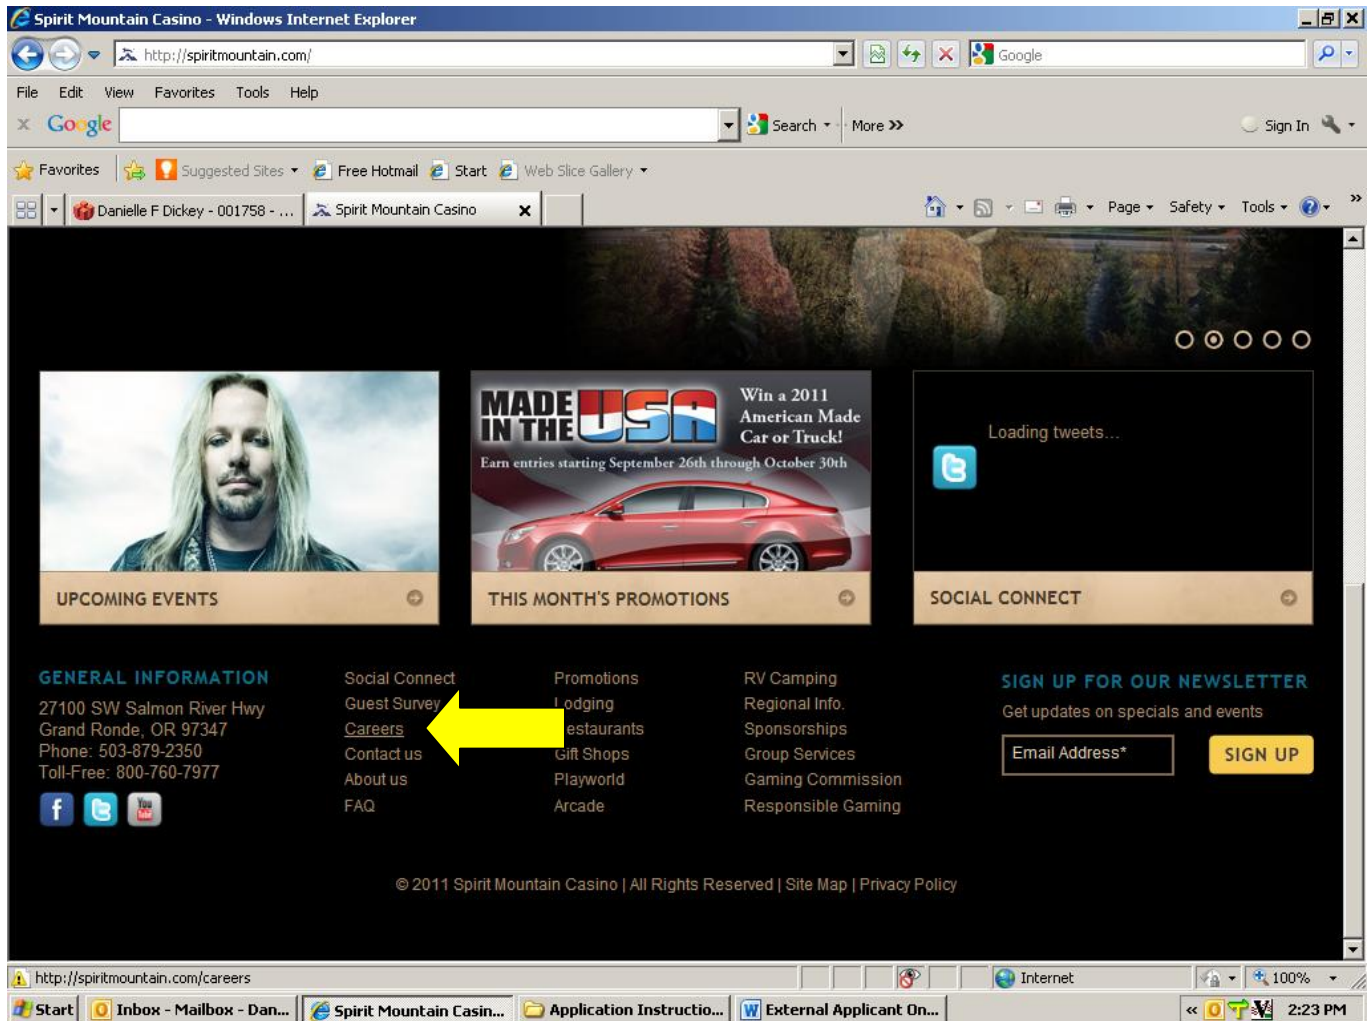 Spirit Mountain Casino - Windows Internet Explorer
http://spiritmountain.com/
Google
File Edit View Favorites Tools Help
x Google Search More >> Sign In
Favorites Suggested Sites Free Hotmail Start Web Slice Gallery
Danielle F Dickey - 001758 - ... Spirit Mountain Casino x Page Safety Tools >>
MADE IN THE USA
Win a 2011
American Made
Car or Truck!
Earn entries starting September 26th through October 30th
Loading tweets...
UPCOMING EVENTS
THIS MONTH'S PROMOTIONS
SOCIAL CONNECT
GENERAL INFORMATION
27100 SW Salmon River Hwy
Grand Ronde, OR 97347
Phone: 503-879-2350
Toll-Free: 800-760-7977
f t You Tube
Social Connect
Guest Survey
Careers
Contact us
About us
FAQ
Promotions
Lodging
estaurants
Gift Shops
Playworld
Arcade
RV Camping
Regional Info.
Sponsorships
Group Services
Gaming Commission
Responsible Gaming
SIGN UP FOR OUR NEWSLETTER
Get updates on specials and events
Email Address*
SIGN UP
© 2011 Spirit Mountain Casino | All Rights Reserved | Site Map | Privacy Policy
http://spiritmountain.com/careers
Internet
100%
Start Inbox - Mailbox - Dan... Spirit Mountain Casin... Application Instructio... External Applicant On... << 2:23 PM